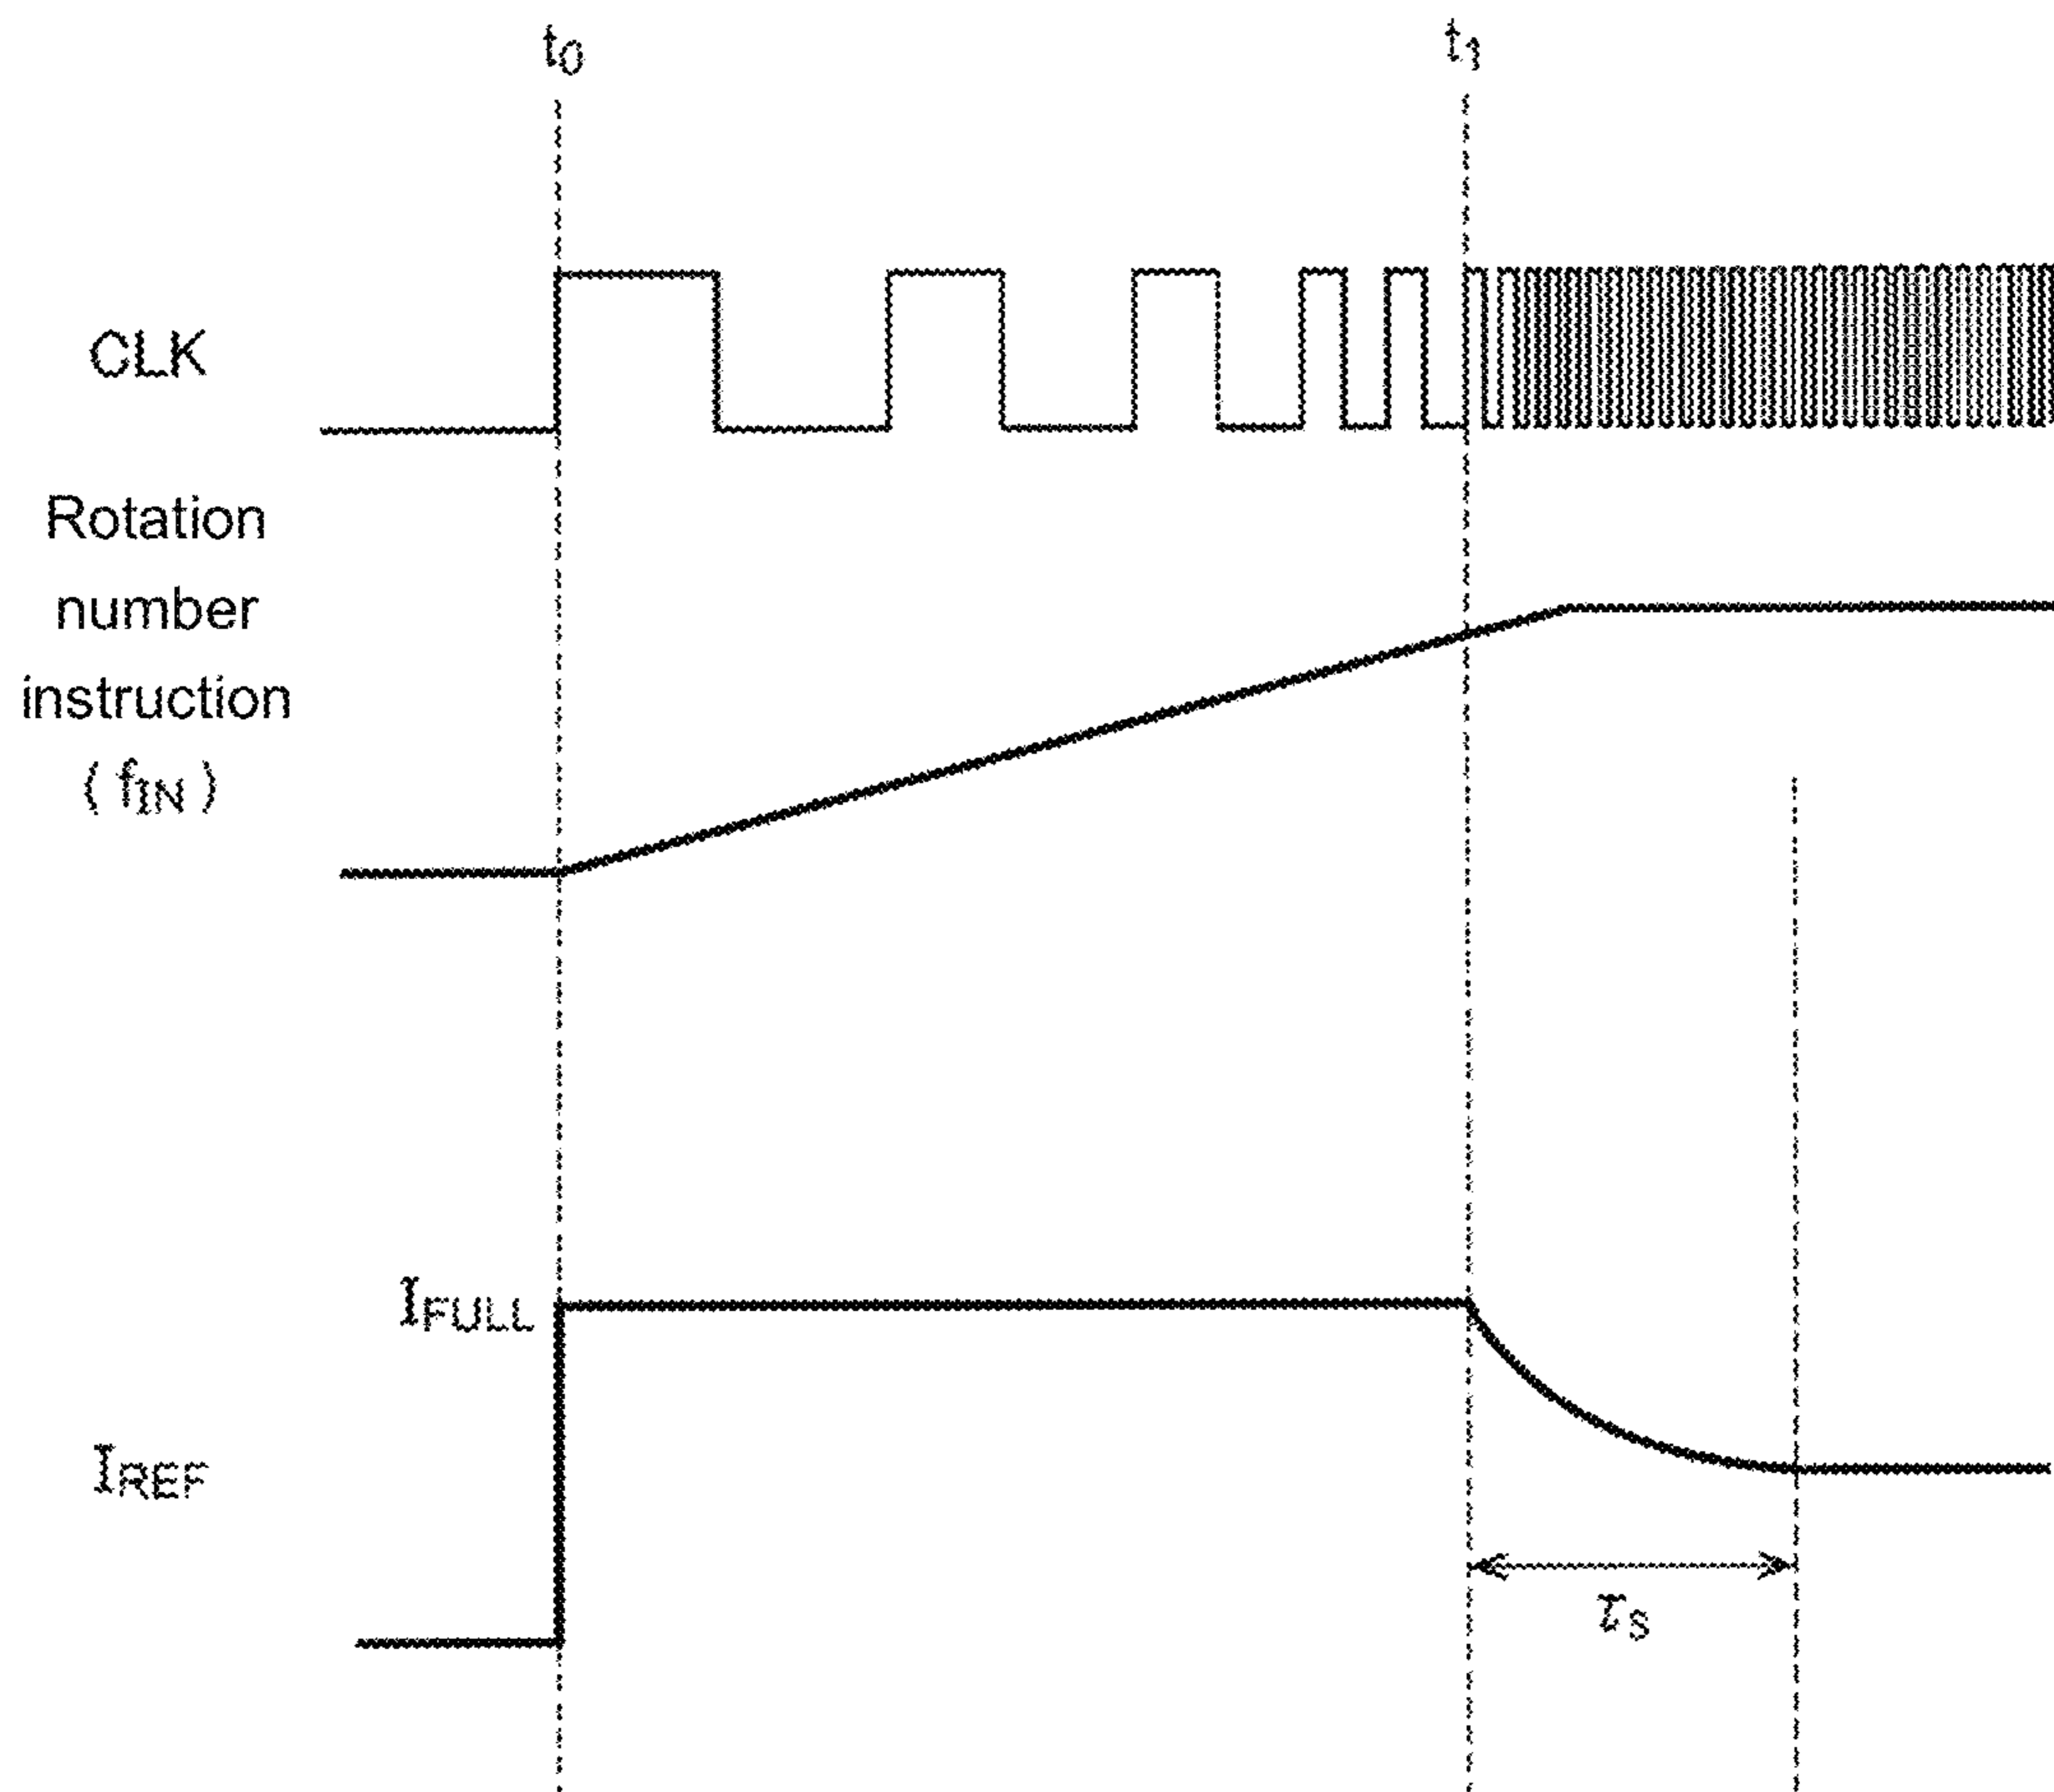 t0
t1
CLK
Rotation
number
instruction
( fIN )
IFULL
IREF
τS